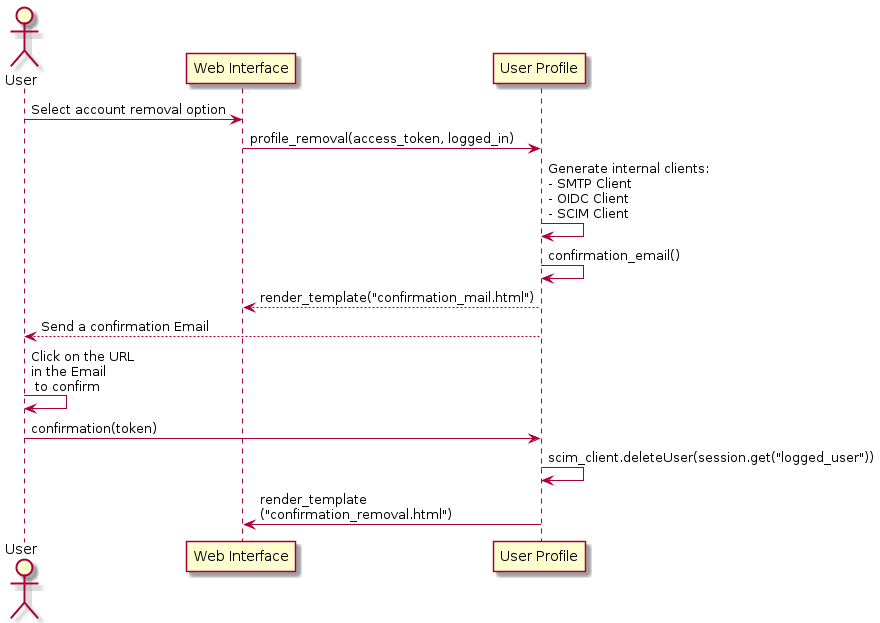 User
Web Interface
User Profile
Select account removal option
profile_removal(access_token, logged_in)
Generate internal clients:
- SMTP Client
- OIDC Client
- SCIM Client
confirmation_email()
render_template("confirmation_mail.html")
Send a confirmation Email
Click on the URL
in the Email
to confirm
confirmation(token)
scim_client.deleteUser(session.get("logged_user"))
render_template
("confirmation_removal.html")
User
Web Interface
User Profile